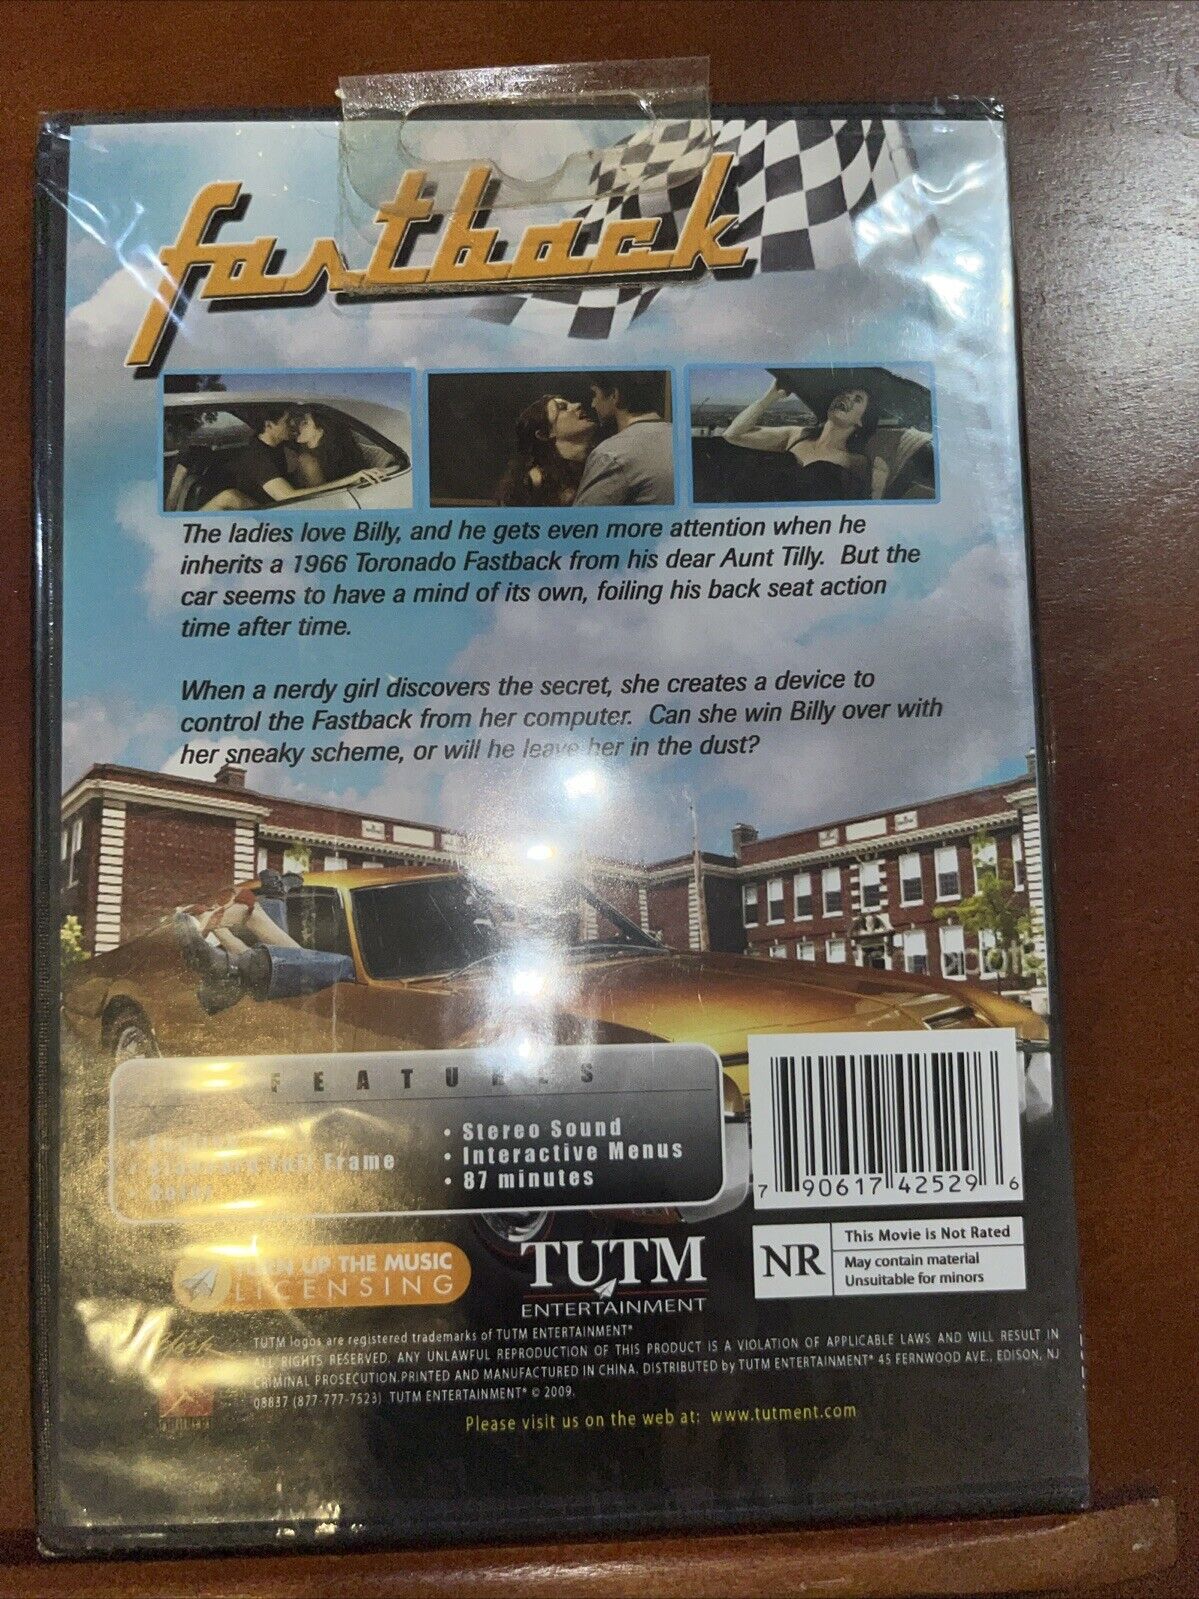 fastback
The ladies love Billy, and he gets even more attention when he
inherits a 1966 Toronado Fastback from his dear Aunt Tilly. But the
car seems to have a mind of its own, foiling his back seat action
time after time.
When a nerdy girl discovers the secret, she creates a device to
control the Fastback from her computer. Can she win Billy over with
her sneaky scheme, or will he leave her in the dust?
FEATURES
Frame
• Stereo Sound
• Interactive Menus
• 87 minutes
7 90617 42529 6
NR
This Movie is Not Rated
May contain material
Unsuitable for minors
UP THE MUSIC
LICENSING
TUTM
ENTERTAINMENT
TUTM logos are registered trademarks of TUTM ENTERTAINMENT®
ALL RIGHTS RESERVED. ANY UNLAWFUL REPRODUCTION OF THIS PRODUCT IS A VIOLATION OF APPLICABLE LAWS AND WILL RESULT IN
CRIMINAL PROSECUTION.PRINTED AND MANUFACTURED IN CHINA. DISTRIBUTED by TUTM ENTERTAINMENT® 45 FERNWOOD AVE., EDISON, NJ
08837 (877-777-7523) TUTM ENTERTAINMENT® © 2009.
Please visit us on the web at: www.tutment.com